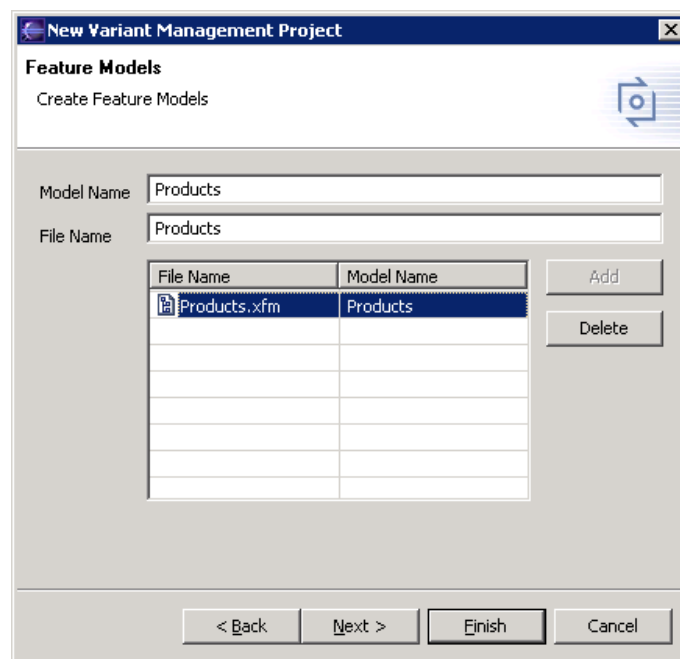 New Variant Management Project
Feature Models
Create Feature Models
Model Name Products
File Name Products
File Name Model Name Add
Products.xfm Products
Delete
< Back Next > Finish Cancel